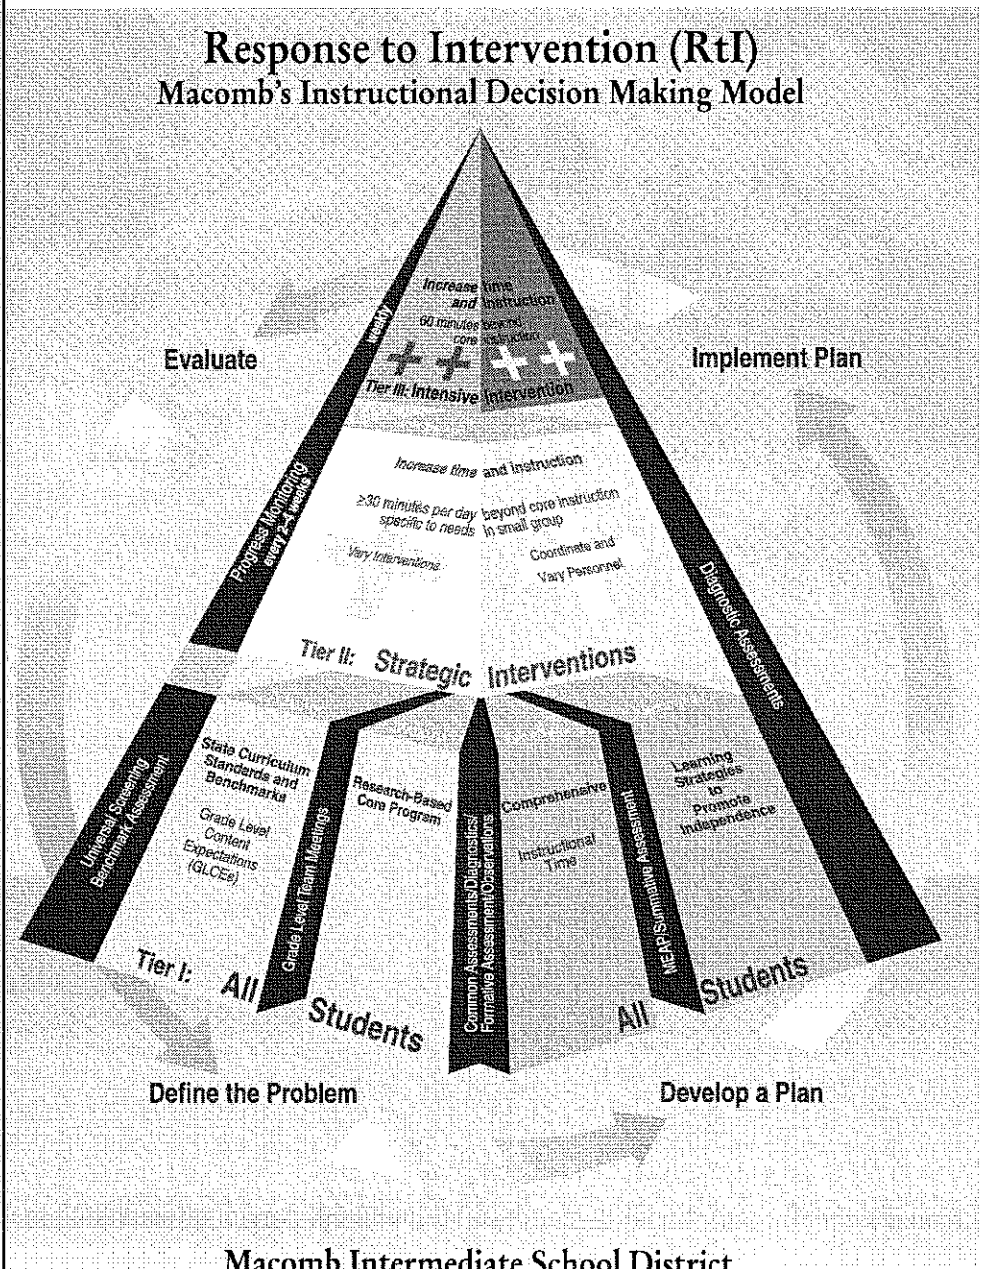 Response to Intervention (RtI)
Macomb's Instructional Decision Making Model
Increase time
and Instruction
60 minutes beyond
core instruction
Tier III: Intensive Intervention
weekly
Evaluate
Implement Plan
Increase time and Instruction
≥30 minutes per day beyond core instruction
specific to needs in small group
Vary Interventions
Coordinate and
Vary Personnel
Progress Monitoring
every 2-4 weeks
Diagnostic Assessments
Tier II: Strategic Interventions
Universal Screening
Benchmark Assessment
State Curriculum
Standards and
Benchmarks
Grade Level
Content
Expectations
(GLCEs)
Grade Level Team Meetings
Research-Based
Core Program
Common Assessments/Diagnostics/
Formative Assessment/Observations
Comprehensive
Instructional
Time
MEAP/Summative Assessment
Learning
Strategies
to
Promote
Independence
Tier I: All Students
All Students
Define the Problem
Develop a Plan
Macomb Intermediate School District